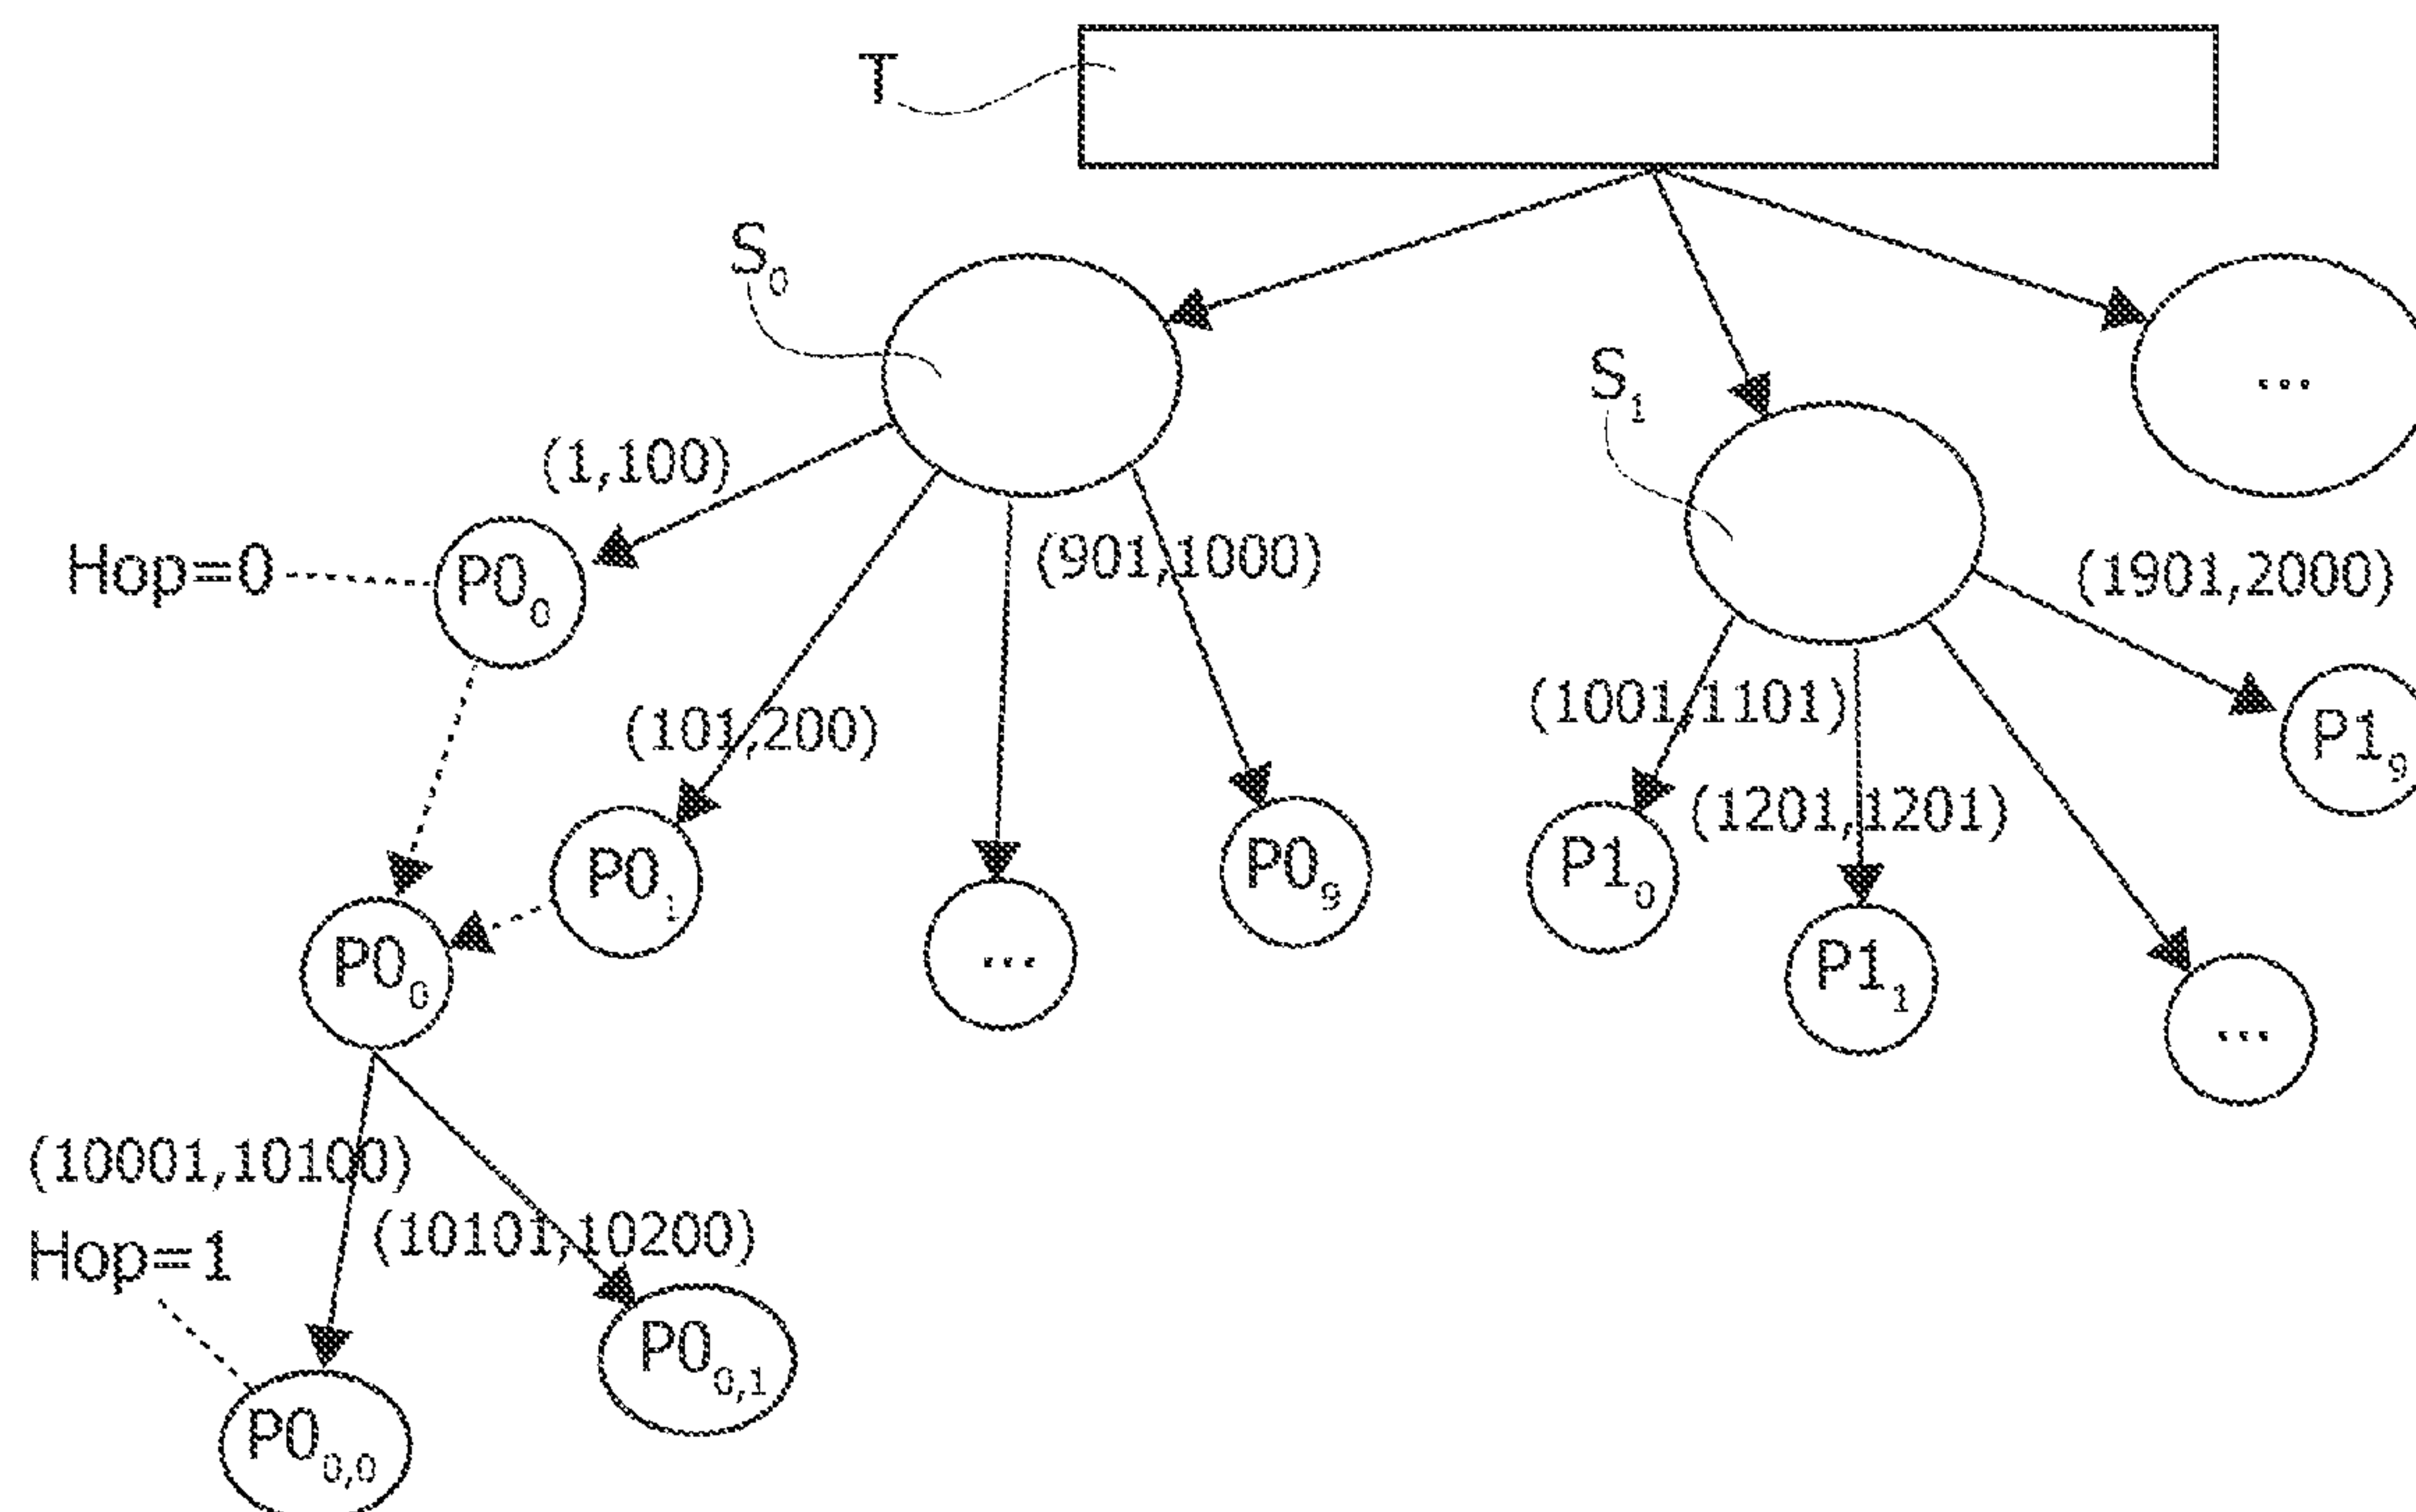 T
S0
S1
...
(1,100)
(901,1000)
(1901,2000)
Hop=0
P00
(101,200)
(1001,1101)
P19
(1201,1201)
P01
P09
P10
P00
...
P11
...
(10001,10100)
(10101,10200)
Hop=1
P00,1
P00,0